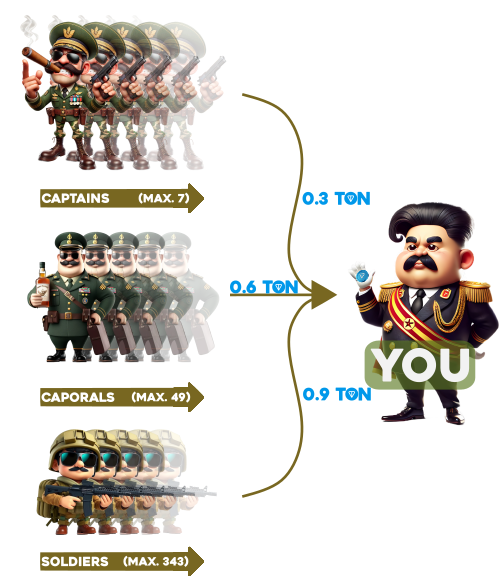 0.3 TON
CAPTAINS (MAX. 7)
0.6 TON
YOU
CAPORALS (MAX. 49)
0.9 TON
SOLDIERS (MAX. 343)